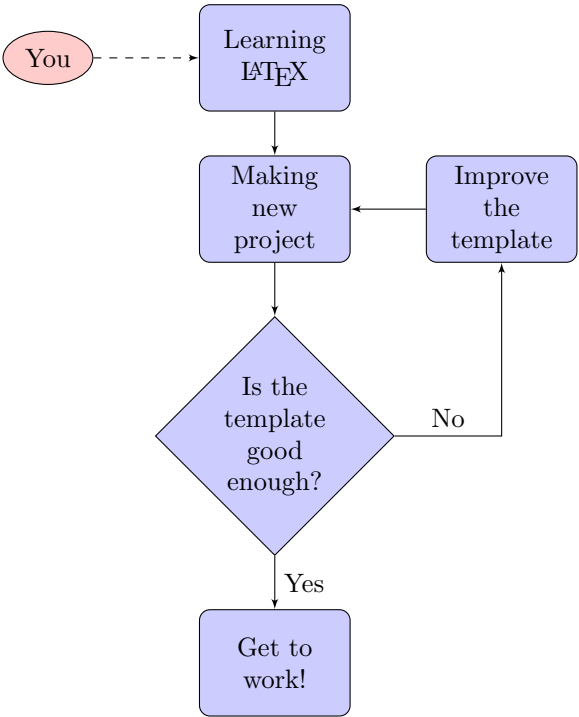 You
Learning
LATEX
Making
new
project
Improve
the
template
Is the
template
good
enough?
No
Yes
Get to
work!